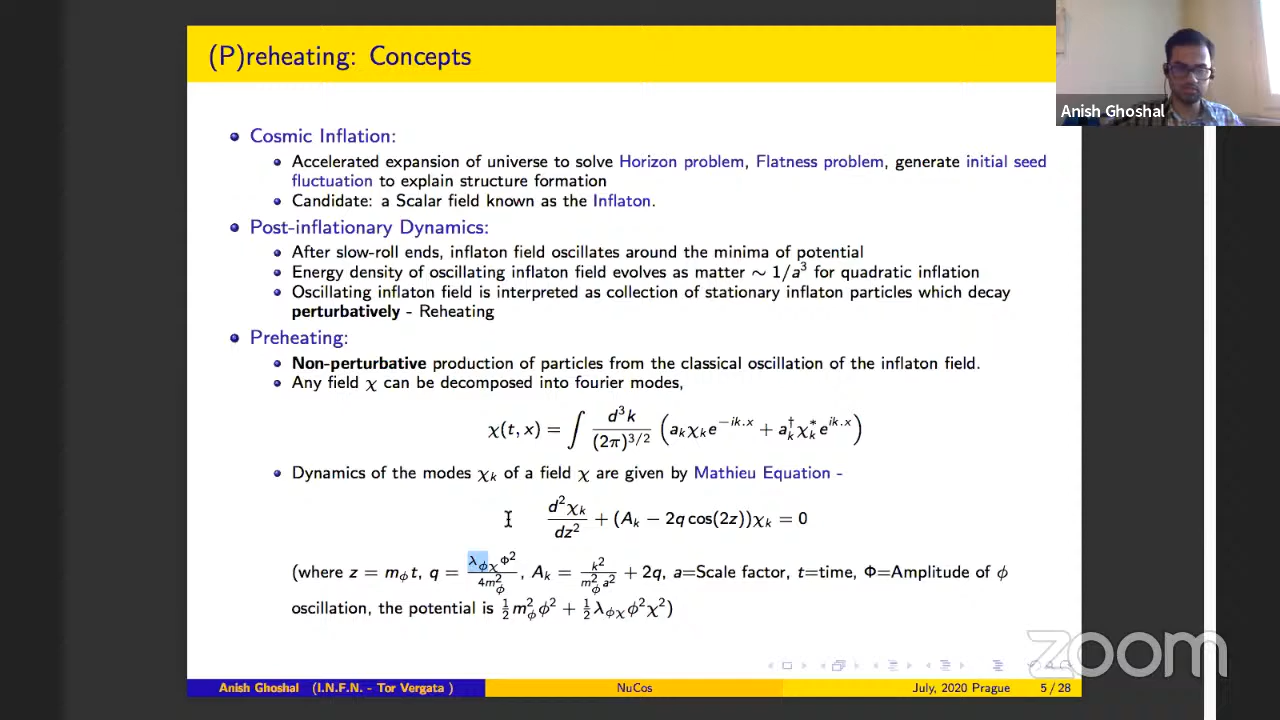 (P)reheating: Concepts
Anish Ghoshal
Cosmic Inflation:
Accelerated expansion of universe to solve Horizon problem, Flatness problem, generate initial seed
fluctuation to explain structure formation
Candidate: a Scalar field known as the Inflaton.
Post-inflationary Dynamics:
After slow-roll ends, inflaton field oscillates around the minima of potential
Energy density of oscillating inflaton field evolves as matter ∼ 1/a³ for quadratic inflation
Oscillating inflaton field is interpreted as collection of stationary inflaton particles which decay
perturbatively - Reheating
Preheating:
Non-perturbative production of particles from the classical oscillation of the inflaton field.
Any field χ can be decomposed into fourier modes,
χ(t, x) = ∫ d³k/(2π)^{3/2} (a_k χ_k e^{−ik.x} + a_k^† χ_k^* e^{ik.x})
Dynamics of the modes χ_k of a field χ are given by Mathieu Equation -
d²χ_k/dz² + (A_k − 2q cos(2z))χ_k = 0
(where z = m_φ t, q = λ_{φχ}Φ²/4m_φ², A_k = k²/m_φ²a² + 2q, a=Scale factor, t=time, Φ=Amplitude of φ
oscillation, the potential is ½m_φ²φ² + ½λ_{φχ}φ²χ²)
zoom
Anish Ghoshal (I.N.F.N. - Tor Vergata ) NuCos July, 2020 Prague 5 / 28